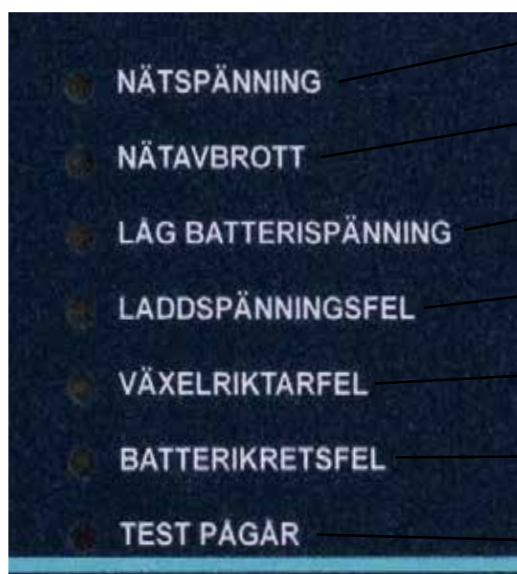 NÄTSPÄNNING
NÄTAVBROTT
LÅG BATTERISPÄNNING
LADDSPÄNNINGSFEL
VÄXELRIKTARFEL
BATTERIKRETSFEL
TEST PÅGÅR